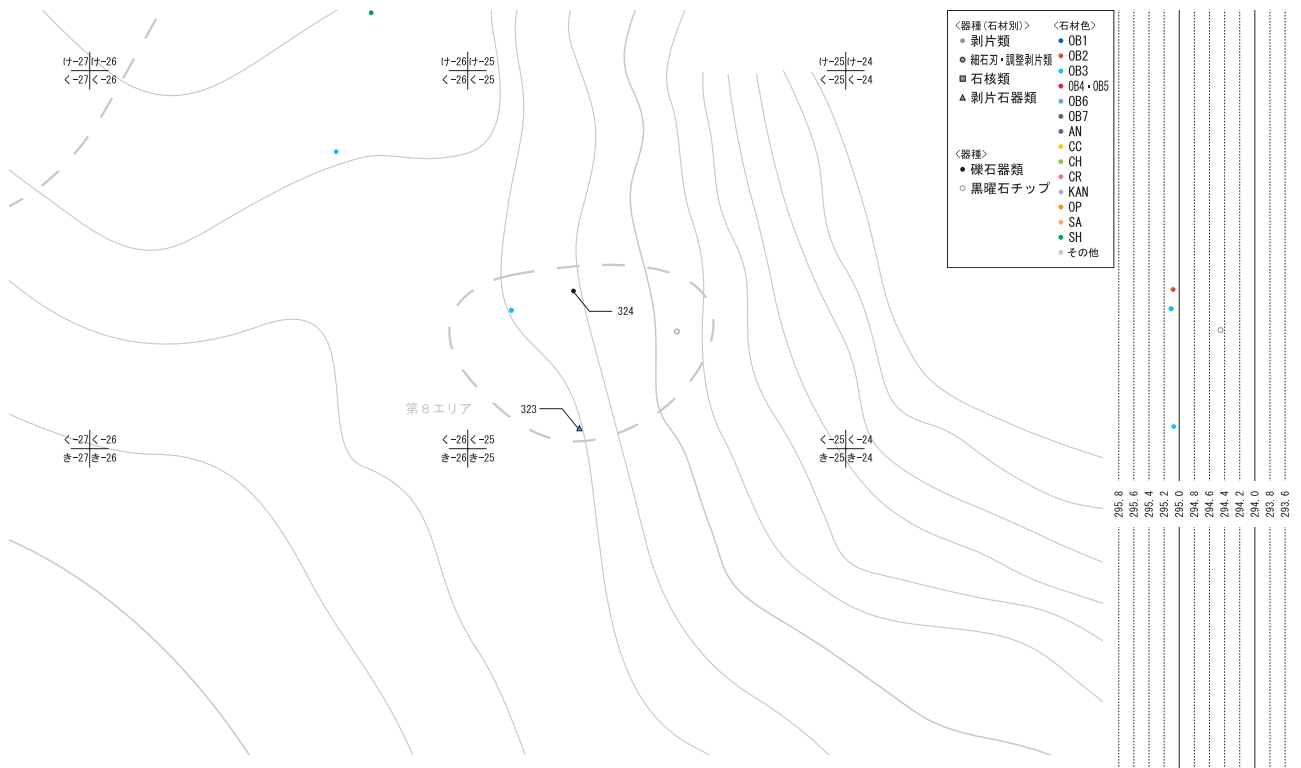 け-27 け-26
く-27 く-26
け-26 け-25
く-26 く-25
け-25 け-24
く-25 く-24
〈器種(石材別)〉
剥片類
細石刃・調整剥片類
石核類
剥片石器類
〈器種〉
礫石器類
黒曜石チップ
〈石材色〉
OB1
OB2
OB3
OB4・OB5
OB6
OB7
AN
CC
CH
CR
KAN
OP
SA
SH
その他
324
第8エリア
323
く-27 く-26
き-27 き-26
く-26 く-25
き-26 き-25
く-25 く-24
き-25 き-24
295.8
295.6
295.4
295.2
295.0
294.8
294.6
294.4
294.2
294.0
293.8
293.6